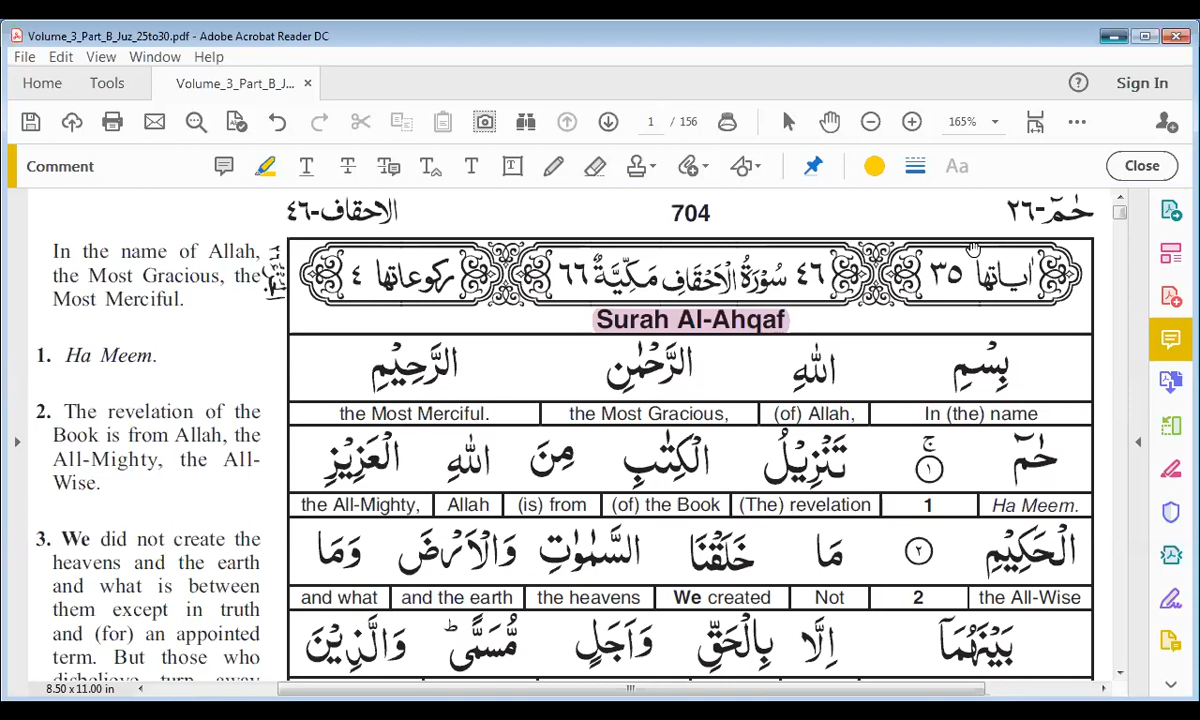 Volume_3_Part_B_Juz_25to30.pdf - Adobe Acrobat Reader DC
File Edit View Window Help
Home Tools Volume_3_Part_B_J... × Sign In
1 / 156 165%
Comment Close
الاحقاف-٤٦ 704 حٰمٓ-٢٦
اٰیاتها ٣٥ ٤٦ سُوْرَةُ الْاَحْقَافِ مَكِّيَّةٌ ٦٦ ركوعاتها ٤
Surah Al-Ahqaf
In the name of Allah,
the Most Gracious, the
Most Merciful.
1. Ha Meem.
2. The revelation of the
Book is from Allah, the
All-Mighty, the All-
Wise.
3. We did not create the
heavens and the earth
and what is between
them except in truth
and (for) an appointed
term. But those who
disbelieve turn away
بِسْمِ اللهِ الرَّحْمٰنِ الرَّحِيْمِ
In (the) name (of) Allah, the Most Gracious, the Most Merciful.
حٰمٓ ۚ ١ تَنْزِيْلُ الْكِتٰبِ مِنَ اللهِ الْعَزِيْزِ
Ha Meem. 1 (The) revelation (of) the Book (is) from Allah the All-Mighty,
الْحَكِيْمِ ٢ مَا خَلَقْنَا السَّمٰوٰتِ وَالْاَرْضَ وَمَا
the All-Wise 2 Not We created the heavens and the earth and what
بَيْنَهُمَاۤ اِلَّا بِالْحَقِّ وَاَجَلٍ مُّسَمًّى ؕ وَالَّذِيْنَ
8.50 x 11.00 in